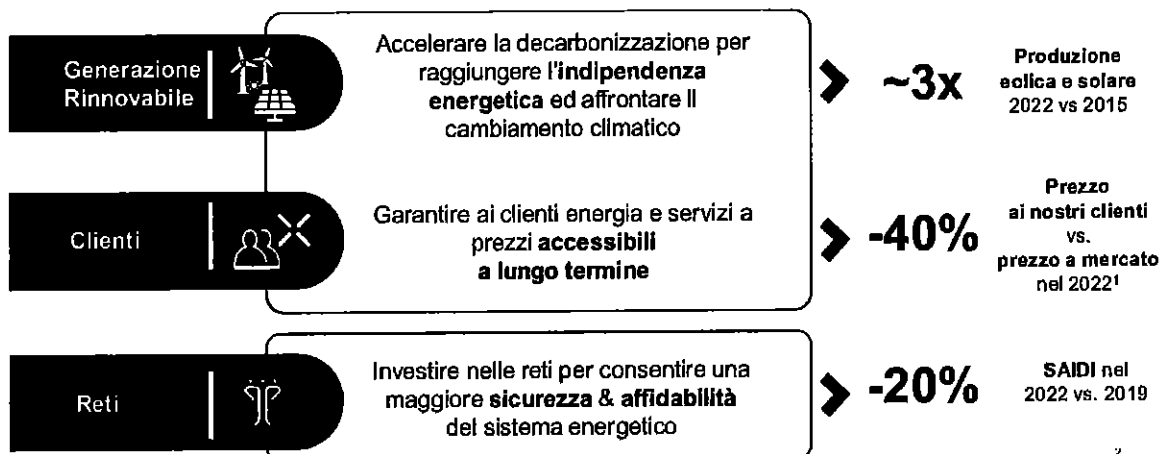 Generazione
Rinnovabile
Accelerare la decarbonizzazione per
raggiungere l'indipendenza
energetica ed affrontare il
cambiamento climatico
~3x
Produzione
eolica e solare
2022 vs 2015
Clienti
Garantire ai clienti energia e servizi a
prezzi accessibili
a lungo termine
-40%
Prezzo
ai nostri clienti
vs.
prezzo a mercato
nel 2022¹
Reti
Investire nelle reti per consentire una
maggiore sicurezza & affidabilità
del sistema energetico
-20%
SAIDI nel
2022 vs. 2019